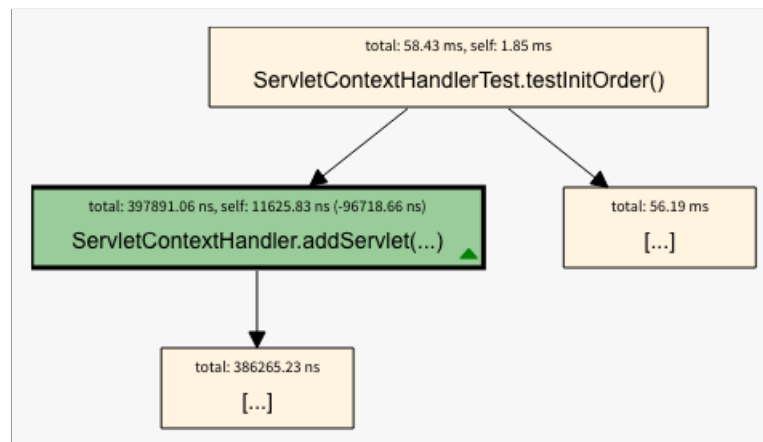 total: 58.43 ms, self: 1.85 ms
ServletContextHandlerTest.testInitOrder()
total: 397891.06 ns, self: 11625.83 ns (-96718.66 ns)
ServletContextHandler.addServlet(...)
total: 56.19 ms
[...]
total: 386265.23 ns
[...]